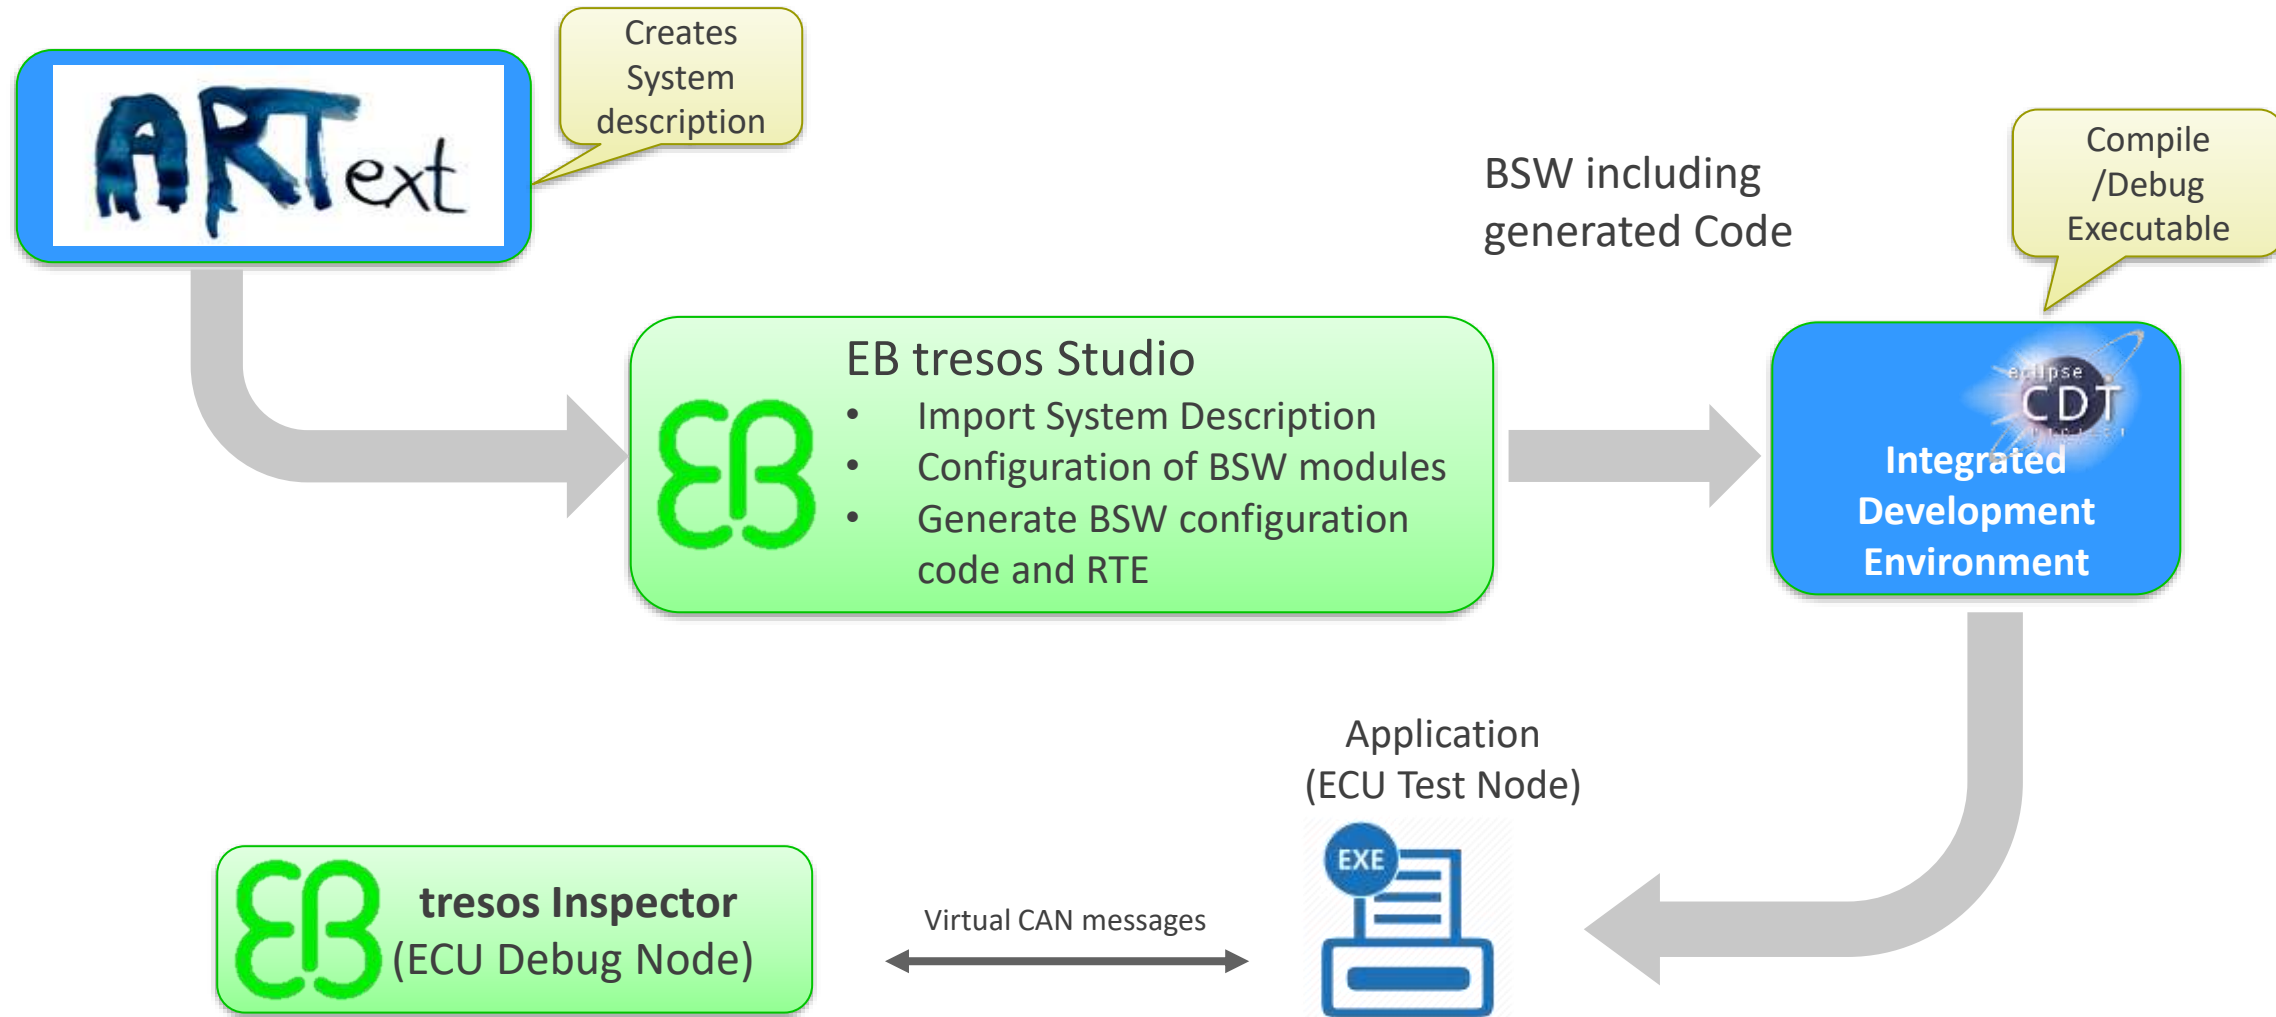 Creates
System
description
ARText
BSW including
generated Code
Compile
/Debug
Executable
EB tresos Studio
• Import System Description
• Configuration of BSW modules
• Generate BSW configuration
code and RTE
EB
eclipse
CDT
Integrated
Development
Environment
Application
(ECU Test Node)
EXE
EB
tresos Inspector
(ECU Debug Node)
Virtual CAN messages